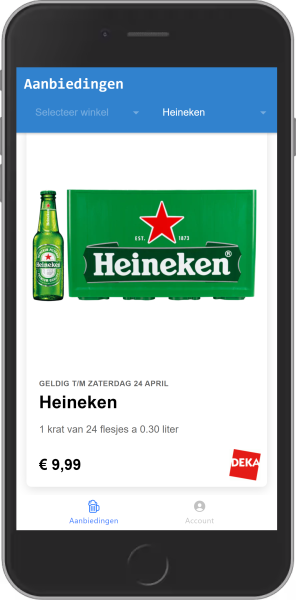 Aanbiedingen
Selecteer winkel
Heineken
EST. 1873
Heineken®
Heineken
GELDIG T/M ZATERDAG 24 APRIL
Heineken
1 krat van 24 flesjes a 0.30 liter
€ 9,99
DEKA
Aanbiedingen
Account